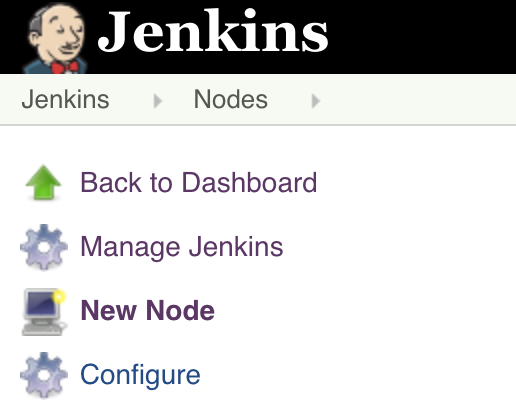 Jenkins
Jenkins Nodes
Back to Dashboard
Manage Jenkins
New Node
Configure